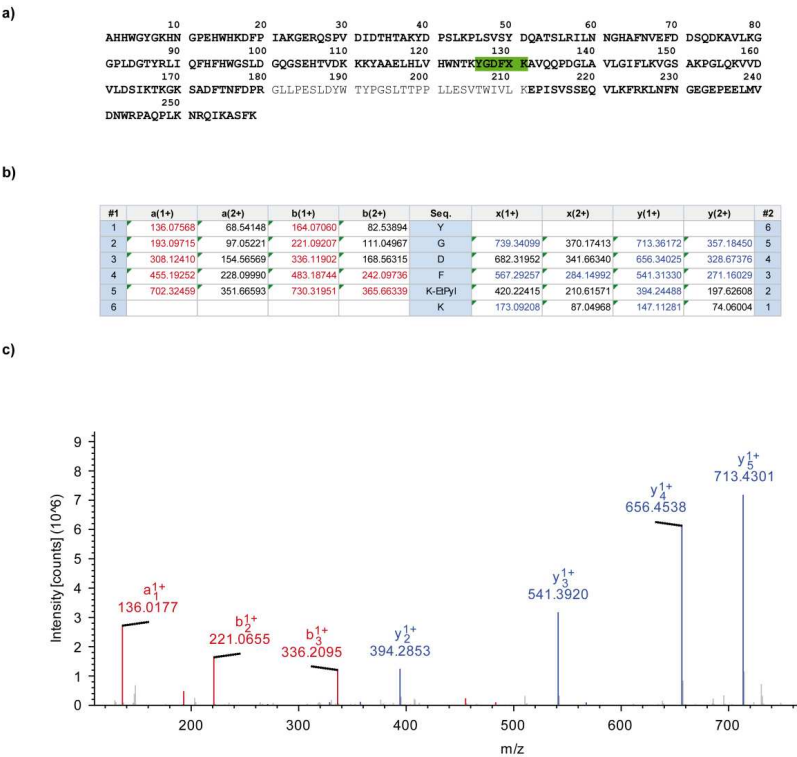 a)
10 20 30 40 50 60 70 81
AHHWGYGKHN GPEHWHKDFP IAKGERQSPV DIDTHTAKYD PSLKPLSVSY DQATSLRILN NGHAFNVEFD DSQDKAVLKG
90 100 110 120 130 140 150 160
GPLDGTYRLI QFHFHWGSLD GQGSEHTVDK KKYAAELHLV HWNTKYGDFX KAVQQPDGLA VLGIFLKVGS AKPGLQKVVD
170 180 190 200 210 220 230 240
VLDSIKTKGK SADFTNFDPR GLLPESLDYW TYPGSLTTPP LLESVTWIVL KEPISVSSEQ VLKFRKLNFN GEGEPEELMV
250
DNWRPAQPLK NRQIKASFK
b)
#1 a(1+) a(2+) b(1+) b(2+) Seq. x(1+) x(2+) y(1+) y(2+) #2
1 136.07568 68.54148 164.07060 82.53894 Y 6
2 193.09715 97.05221 221.09207 111.04967 G 739.34099 370.17413 713.36172 357.18450 5
3 308.12410 154.56569 336.11902 168.56315 D 682.31952 341.66340 656.34025 328.67376 4
4 455.19252 228.09990 483.18744 242.09736 F 567.29257 284.14992 541.31330 271.16029 3
5 702.32459 351.66593 730.31951 365.66339 K-EtPyl 420.22415 210.61571 394.24488 197.62608 2
6 K 173.09208 87.04968 147.11281 74.06004 1
c)
Intensity [counts] (10^6)
9
8
7
6
5
4
3
2
1
0
y5 1+
713.4301
y4 1+
656.4538
y3 1+
541.3920
a1 1+
136.0177
b2 1+
221.0655
b3 1+
336.2095
y2 1+
394.2853
200 300 400 500 600 700
m/z